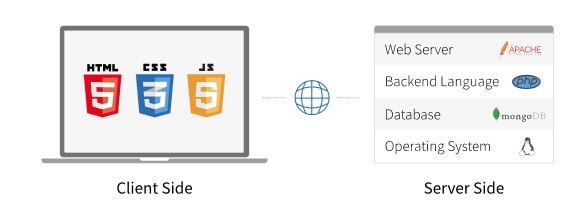 HTML CSS JS
5 3 5
Web Server APACHE
Backend Language php
Database mongoDB
Operating System
Client Side Server Side